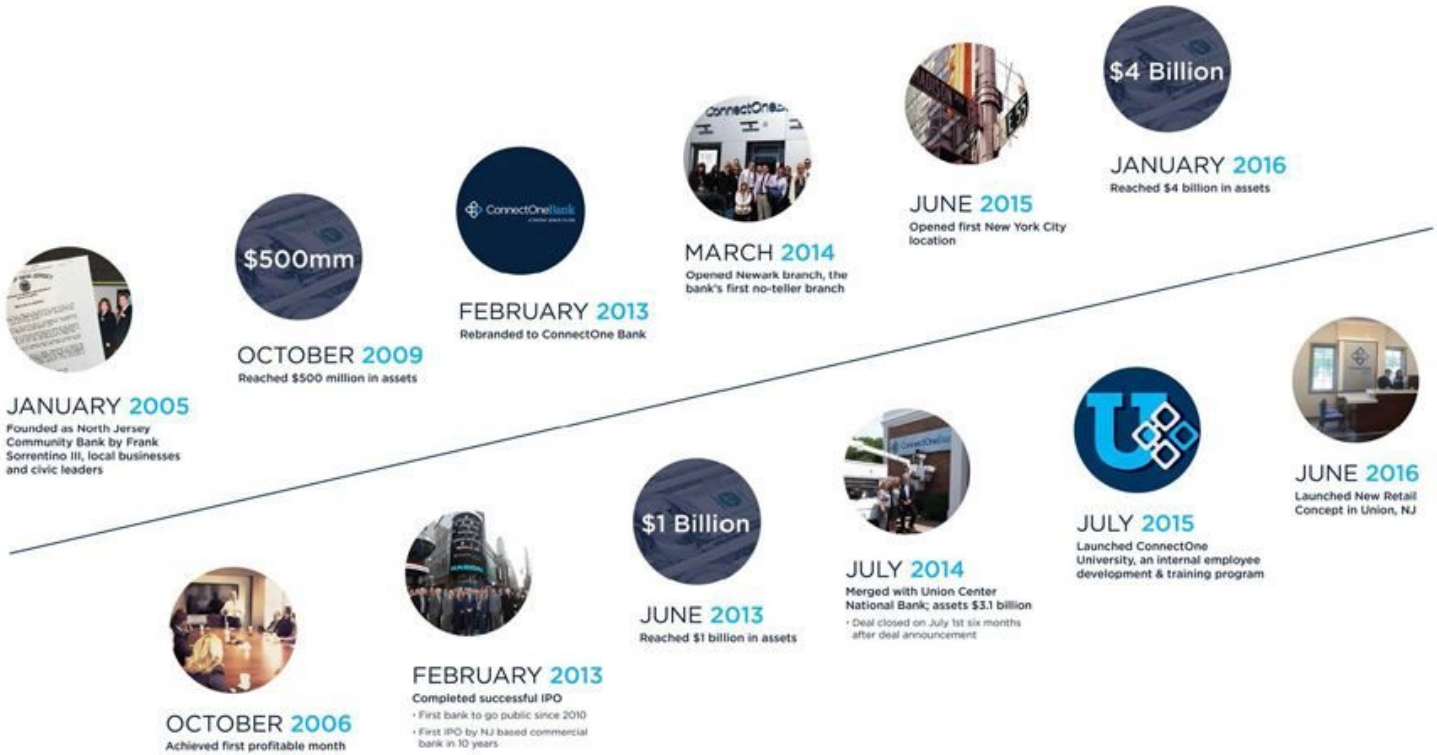 $4 Billion
JANUARY 2016
Reached $4 billion in assets
MADISON AV
E 55
JUNE 2015
Opened first New York City
location
ConnectOne
MARCH 2014
Opened Newark branch, the
bank's first no-teller branch
ConnectOneBank
FEBRUARY 2013
Rebranded to ConnectOne Bank
$500mm
OCTOBER 2009
Reached $500 million in assets
JANUARY 2005
Founded as North Jersey
Community Bank by Frank
Sorrentino III, local businesses
and civic leaders
OCTOBER 2006
Achieved first profitable month
NASDAQ
FEBRUARY 2013
Completed successful IPO
• First bank to go public since 2010
• First IPO by NJ based commercial
bank in 10 years
$1 Billion
JUNE 2013
Reached $1 billion in assets
ConnectOneBank
JULY 2014
Merged with Union Center
National Bank; assets $3.1 billion
• Deal closed on July 1st six months
after deal announcement
U
JULY 2015
Launched ConnectOne
University, an internal employee
development & training program
JUNE 2016
Launched New Retail
Concept in Union, NJ